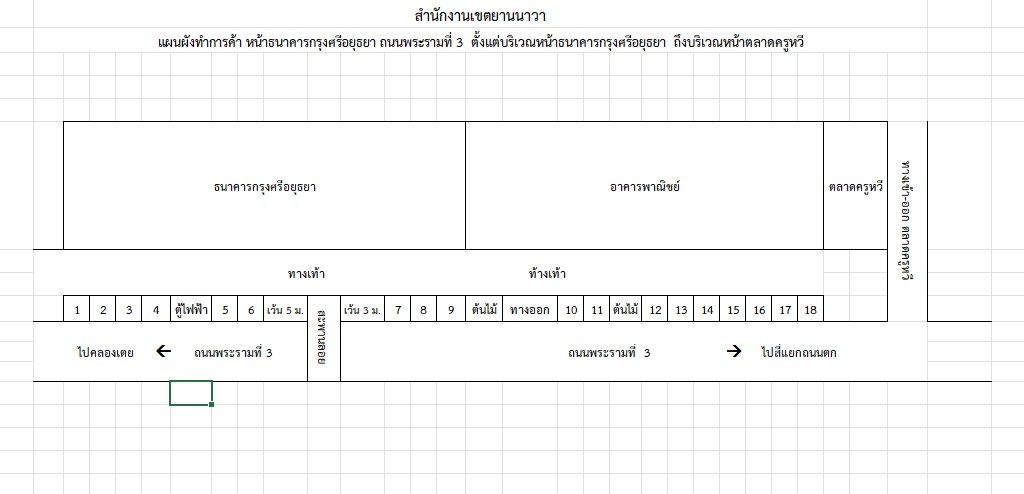 สำนักงานเขตยานนาวา
แผนผังทำการค้า หน้าธนาคารกรุงศรีอยุธยา ถนนพระรามที่ 3 ตั้งแต่บริเวณหน้าธนาคารกรุงศรีอยุธยา ถึงบริเวณหน้าตลาดครูหวี
ธนาคารกรุงศรีอยุธยา
อาคารพาณิชย์
ตลาดครูหวี
ทางเข้า-ออก ตลาดครูหวี
ทางเท้า
ท้างเท้า
1 2 3 4 ตู้ไฟฟ้า 5 6 เว้น 5 ม. สะพานลอย เว้น 3 ม. 7 8 9 ต้นไม้ ทางออก 10 11 ต้นไม้ 12 13 14 15 16 17 18
ไปคลองเตย ← ถนนพระรามที่ 3
ถนนพระรามที่ 3 → ไปสี่แยกถนนตก